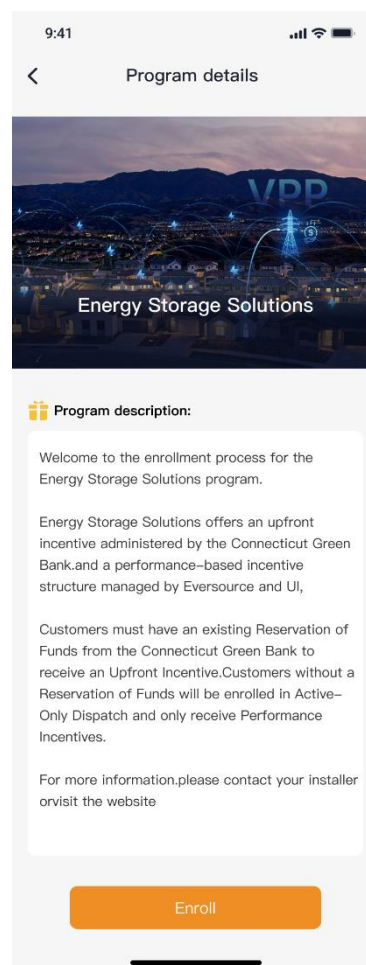 9:41
Program details
VPP
Energy Storage Solutions
Program description:
Welcome to the enrollment process for the
Energy Storage Solutions program.
Energy Storage Solutions offers an upfront
incentive administered by the Connecticut Green
Bank.and a performance-based incentive
structure managed by Eversource and UI,
Customers must have an existing Reservation of
Funds from the Connecticut Green Bank to
receive an Upfront Incentive.Customers without a
Reservation of Funds will be enrolled in Active-
Only Dispatch and only receive Performance
Incentives.
For more information.please contact your installer
orvisit the website
Enroll